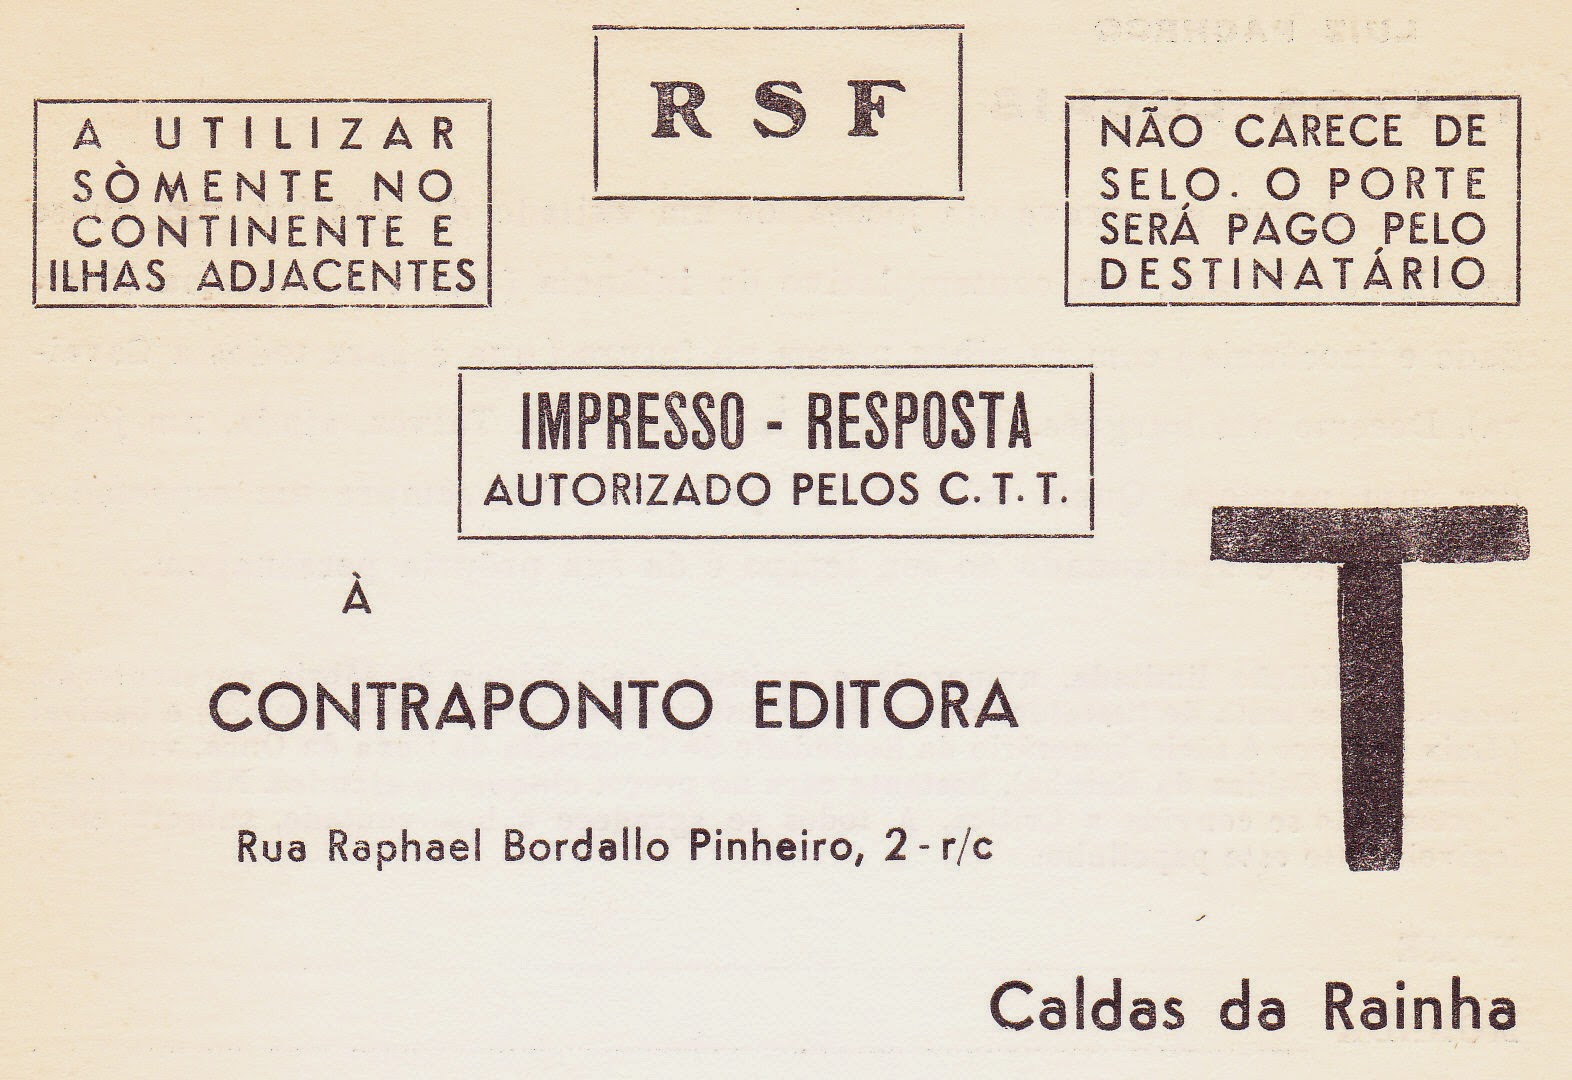 RSF
A UTILIZAR
SÒMENTE NO
CONTINENTE E
ILHAS ADJACENTES
NÃO CARECE DE
SELO. O PORTE
SERÁ PAGO PELO
DESTINATÁRIO
IMPRESSO - RESPOSTA
AUTORIZADO PELOS C. T. T.
T
À
CONTRAPONTO EDITORA
Rua Raphael Bordallo Pinheiro, 2 - r/c
Caldas da Rainha